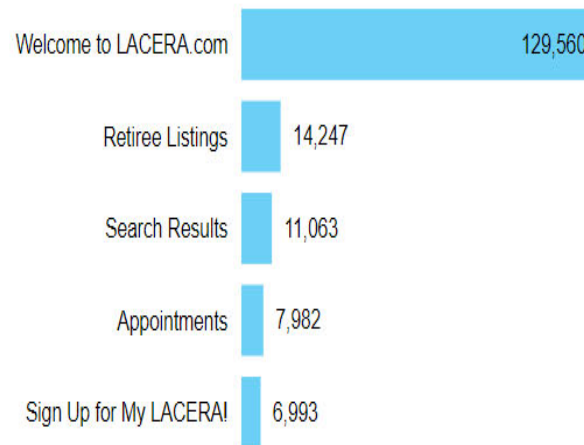 Welcome to LACERA.com 129,560
Retiree Listings 14,247
Search Results 11,063
Appointments 7,982
Sign Up for My LACERA! 6,993